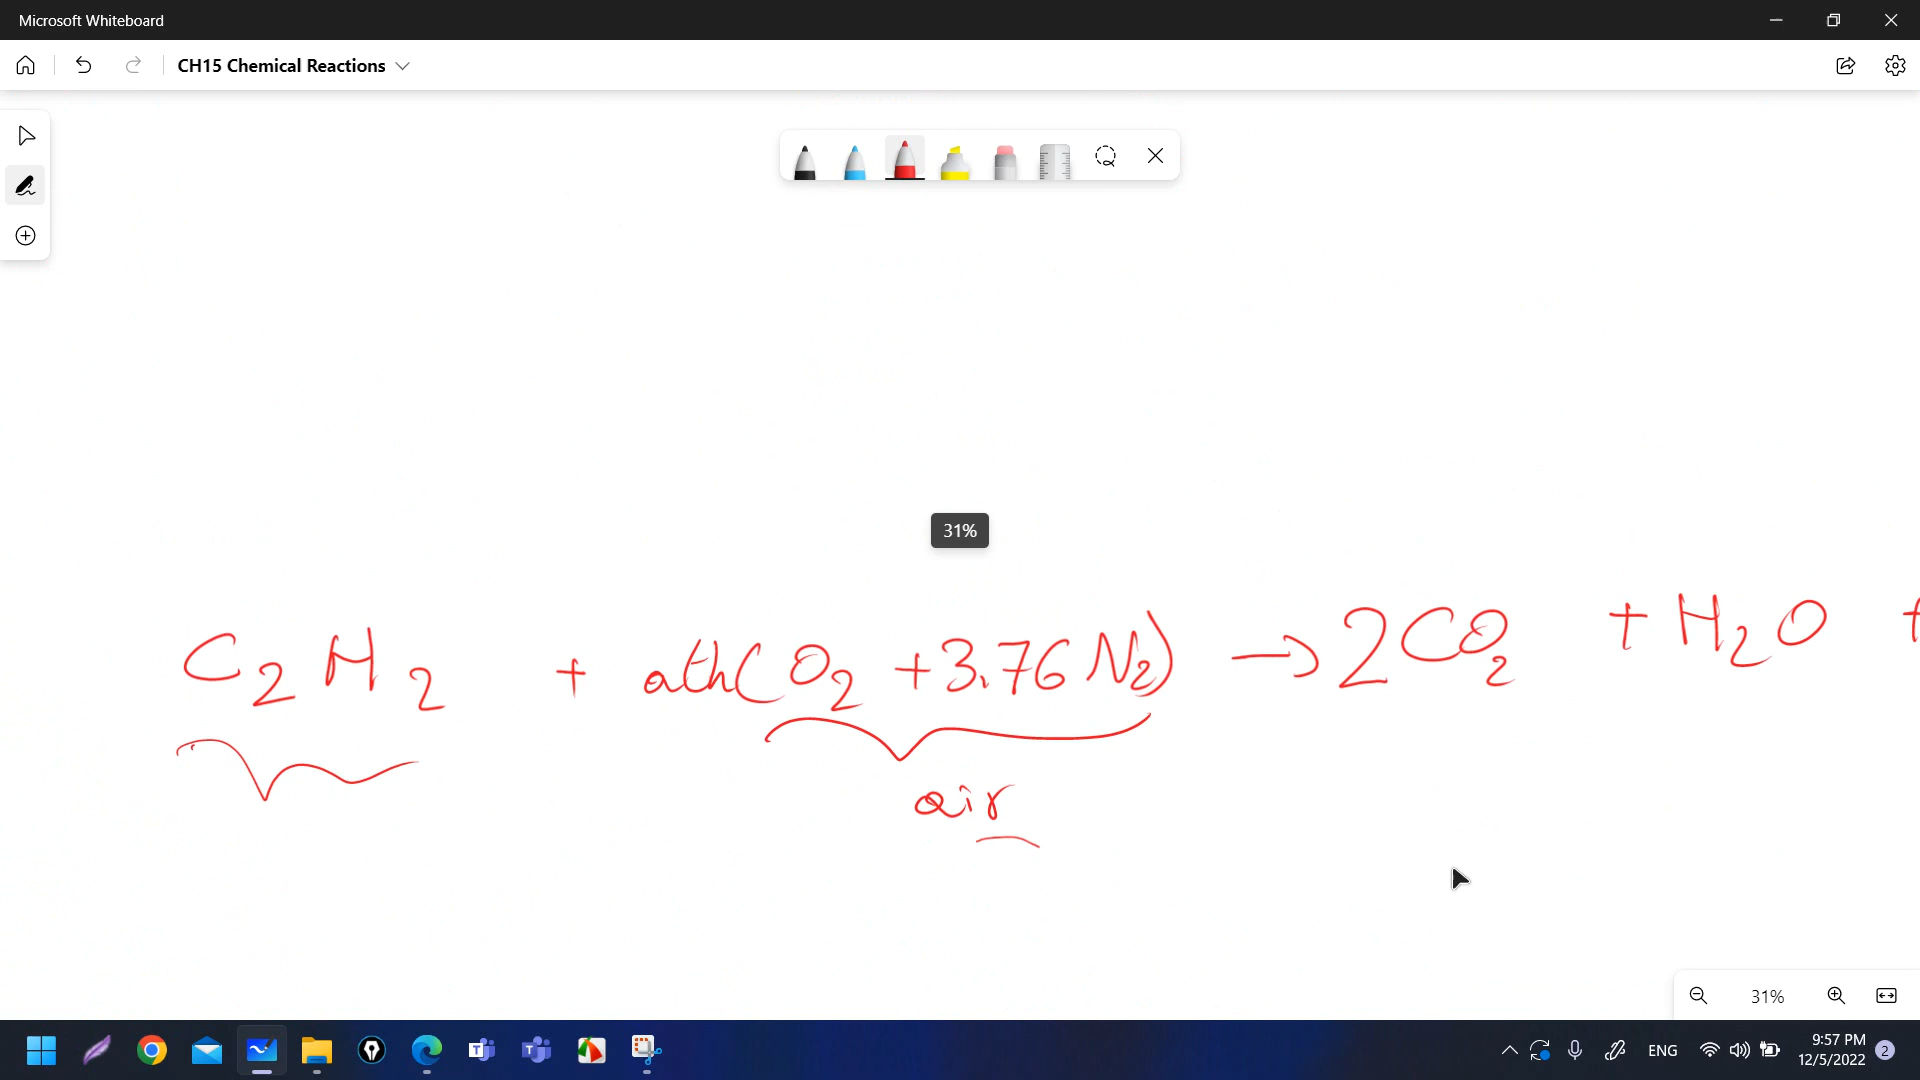 Microsoft Whiteboard
CH15 Chemical Reactions
31%
C2H2 + ath(O2 + 3.76 N2) → 2CO2 + H2O +
air
31%
ENG
9:57 PM
12/5/2022
2